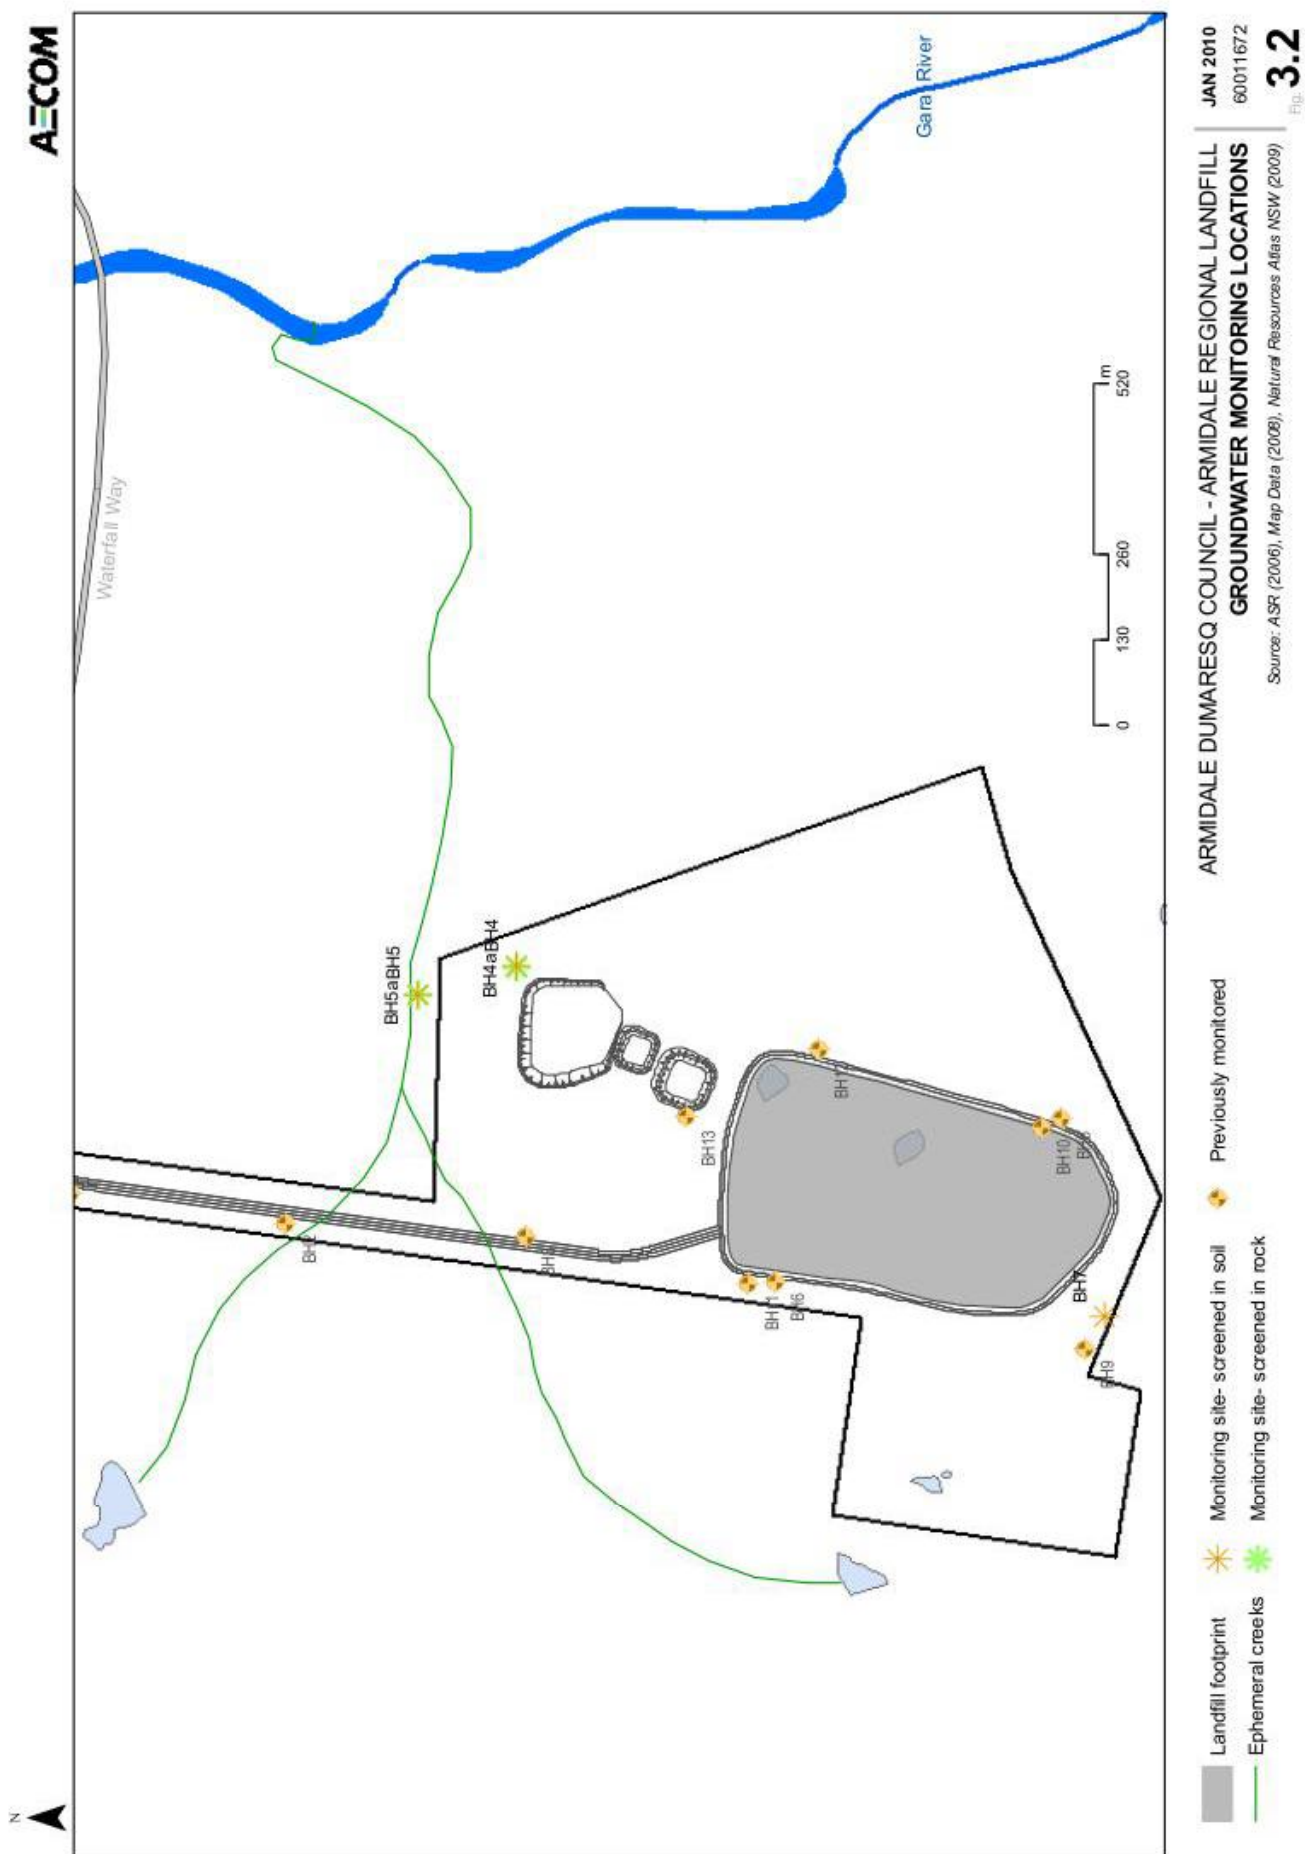 AECOM
N
Waterfall Way
Gara River
BH5aBH5
BH4aBH4
BH13
BH10
BH6
BH7
BH9
0
130
260
520
m
Landfill footprint
Ephemeral creeks
Monitoring site- screened in soil
Monitoring site- screened in rock
Previously monitored
ARMIDALE DUMARESQ COUNCIL - ARMIDALE REGIONAL LANDFILL
GROUNDWATER MONITORING LOCATIONS
Source: ASR (2006), Map Data (2008), Natural Resources Atlas NSW (2009)
JAN 2010
60011672
Fig. 3.2